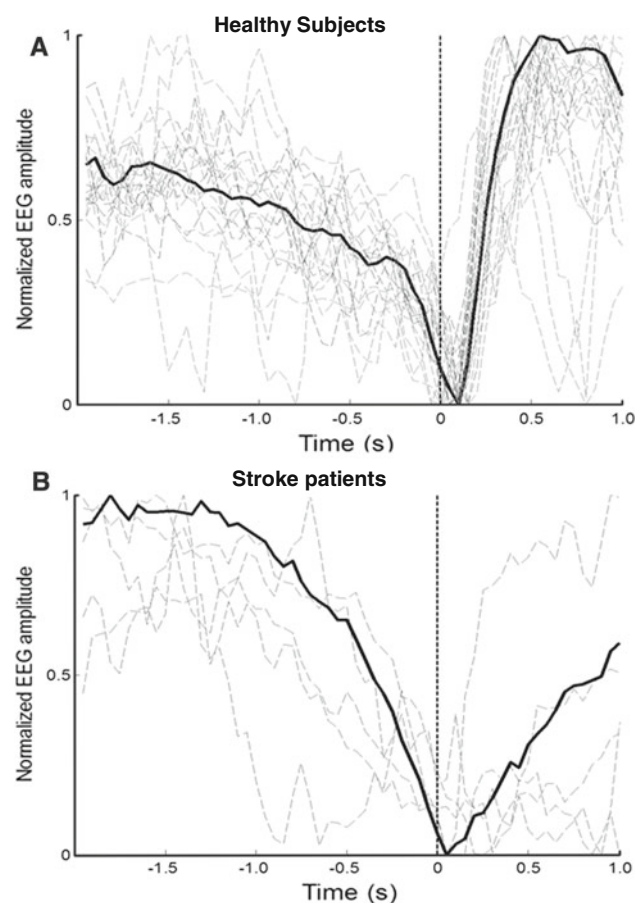 Healthy Subjects
A
Normalized EEG amplitude
1
0.5
0
-1.5 -1.0 -0.5 0 0.5 1.0
Time (s)
Stroke patients
B
Normalized EEG amplitude
1
0.5
0
-1.5 -1.0 -0.5 0 0.5 1.0
Time (s)